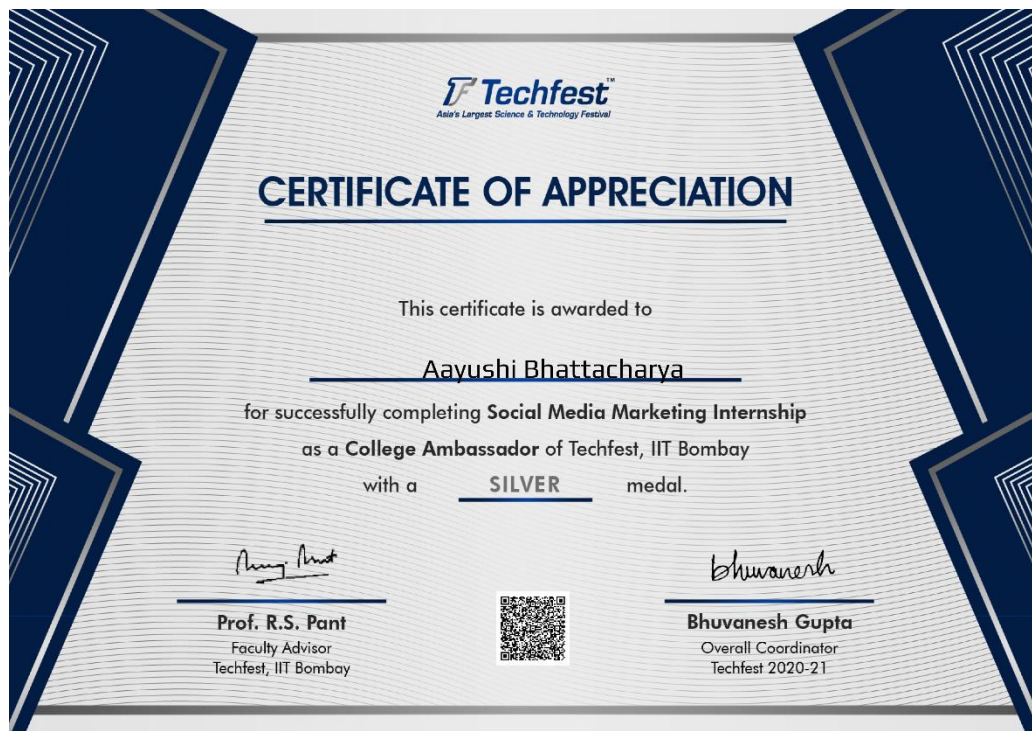 Techfest™
Asia's Largest Science & Technology Festival
CERTIFICATE OF APPRECIATION
This certificate is awarded to
Aayushi Bhattacharya
for successfully completing Social Media Marketing Internship
as a College Ambassador of Techfest, IIT Bombay
with a SILVER medal.
bhuvanesh
Prof. R.S. Pant
Faculty Advisor
Techfest, IIT Bombay
Bhuvanesh Gupta
Overall Coordinator
Techfest 2020-21